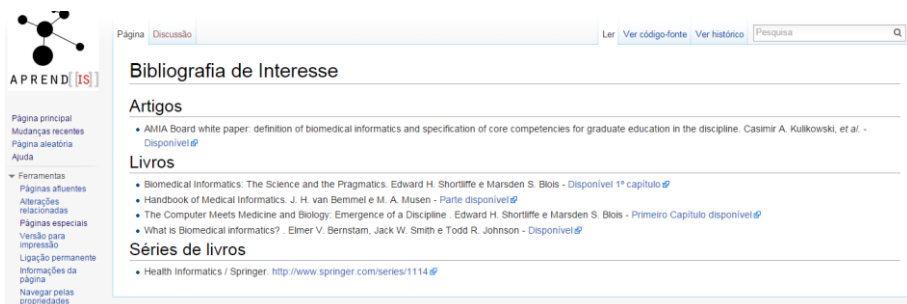 APREND[[IS]]
Página Discussão
Ler Ver código-fonte Ver histórico Pesquisa
Bibliografia de Interesse
Artigos
AMIA Board white paper: definition of biomedical informatics and specification of core competencies for graduate education in the discipline. Casimir A. Kulikowski, et al. -
Disponível
Livros
Biomedical Informatics: The Science and the Pragmatics. Edward H. Shortliffe e Marsden S. Blois - Disponível 1º capítulo
Handbook of Medical Informatics. J. H. van Bemmel e M. A. Musen - Parte disponível
The Computer Meets Medicine and Biology: Emergence of a Discipline . Edward H. Shortliffe e Marsden S. Blois - Primeiro Capítulo disponível
What is Biomedical informatics? . Elmer V. Bernstam, Jack W. Smith e Todd R. Johnson - Disponível
Séries de livros
Health Informatics / Springer. http://www.springer.com/series/1114
Página principal
Mudanças recentes
Página aleatória
Ajuda
Ferramentas
Páginas afluentes
Alterações
relacionadas
Páginas especiais
Versão para
impressão
Ligação permanente
Informações da
página
Navegar pelas
propriedades